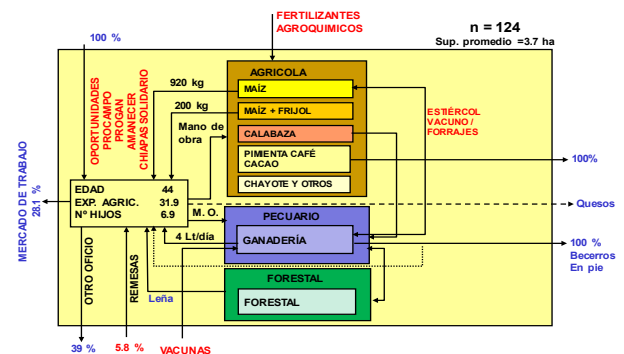 FERTILIZANTES
AGROQUIMICOS
n = 124
Sup. promedio =3.7 ha
100 %
OPORTUNIDADES
PROCAMPO
PROGAN
AMANECER
CHIAPAS SOLIDARIO
920 kg
200 kg
Mano de
obra
AGRICOLA
MAÍZ
MAÍZ + FRIJOL
CALABAZA
PIMIENTA CAFÉ
CACAO
CHAYOTE Y OTROS
ESTIÉRCOL
VACUNO /
FORRAJES
100%
MERCADO DE TRABAJO
28.1 %
EDAD 44
EXP. AGRIC. 31.9
Nº HIJOS 6.9
M. O.
Quesos
PECUARIO
GANADERÍA
4 Lt/día
100 %
Becerros
En pie
OTRO OFICIO
REMESAS
Leña
FORESTAL
FORESTAL
39 %
5.8 %
VACUNAS